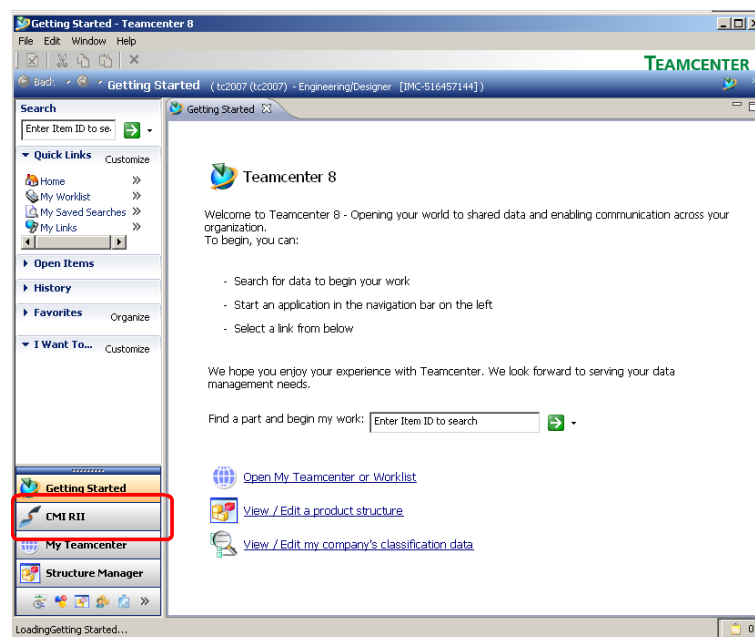 Getting Started - Teamcenter 8
File Edit Window Help
TEAMCENTER
Back Getting Started ( tc2007 (tc2007) - Engineering/Designer [IMC-516457144] )
Search
Getting Started
Enter Item ID to se
Quick Links Customize
Home
My Worklist
My Saved Searches
My Links
Open Items
History
Favorites Organize
I Want To... Customize
Teamcenter 8
Welcome to Teamcenter 8 - Opening your world to shared data and enabling communication across your
organization.
To begin, you can:
- Search for data to begin your work
- Start an application in the navigation bar on the left
- Select a link from below
We hope you enjoy your experience with Teamcenter. We look forward to serving your data
management needs.
Find a part and begin my work: Enter Item ID to search
Open My Teamcenter or Worklist
View / Edit a product structure
View / Edit my company's classification data
Getting Started
CMI RII
My Teamcenter
Structure Manager
LoadingGetting Started...
0